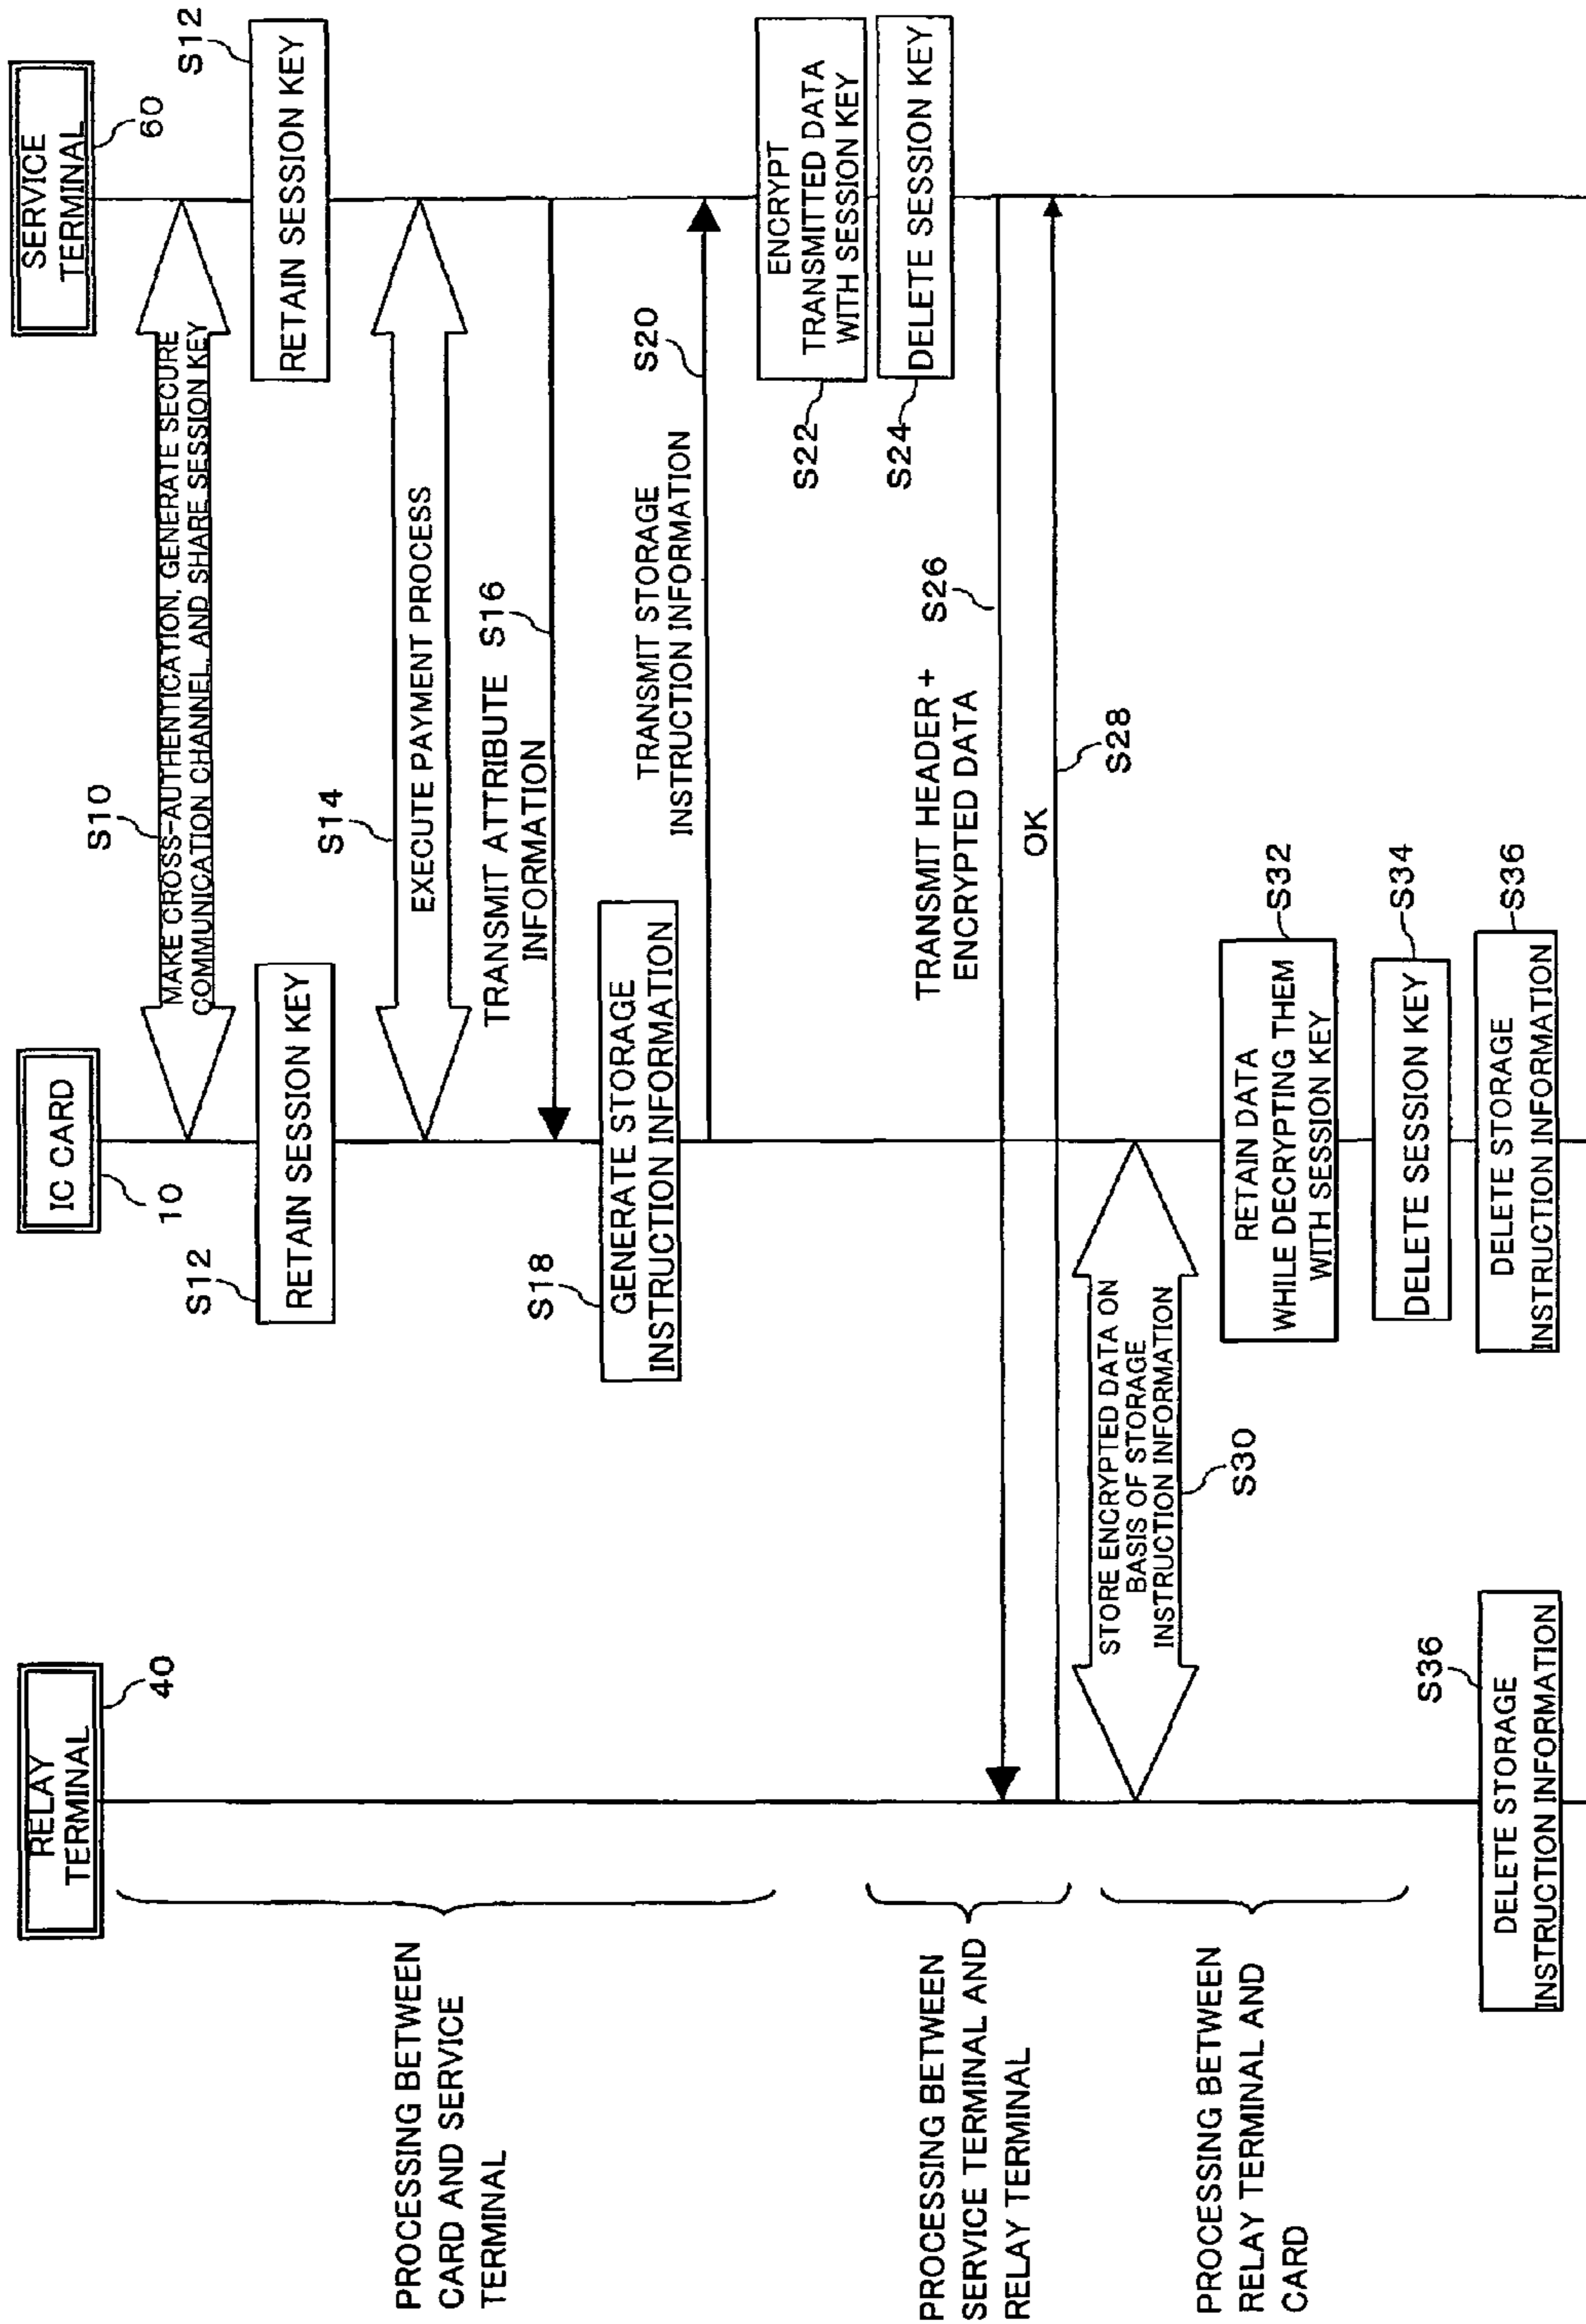 RELAY
TERMINAL
40
IC CARD
10
SERVICE
TERMINAL
60
PROCESSING BETWEEN
CARD AND SERVICE
TERMINAL
S10
MAKE CROSS-AUTHENTICATION, GENERATE SECURE
COMMUNICATION CHANNEL, AND SHARE SESSION KEY
S12
RETAIN SESSION KEY
S12
RETAIN SESSION KEY
S14
EXECUTE PAYMENT PROCESS
TRANSMIT ATTRIBUTE S16
INFORMATION
S18
GENERATE STORAGE
INSTRUCTION INFORMATION
TRANSMIT STORAGE
INSTRUCTION INFORMATION
S20
S22
ENCRYPT
TRANSMITTED DATA
WITH SESSION KEY
S24
DELETE SESSION KEY
PROCESSING BETWEEN
SERVICE TERMINAL AND
RELAY TERMINAL
TRANSMIT HEADER +
ENCRYPTED DATA
S26
OK
S28
PROCESSING BETWEEN
RELAY TERMINAL AND
CARD
STORE ENCRYPTED DATA ON
BASIS OF STORAGE
INSTRUCTION INFORMATION
S30
RETAIN DATA
WHILE DECRYPTING THEM
WITH SESSION KEY
S32
DELETE SESSION KEY
S34
S36
DELETE STORAGE
INSTRUCTION INFORMATION
DELETE STORAGE
INSTRUCTION INFORMATION
S36